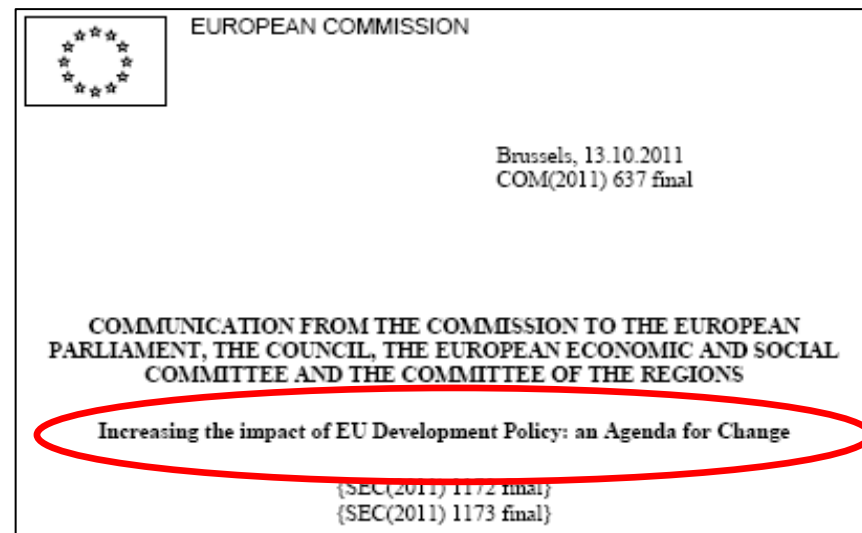 EUROPEAN COMMISSION
Brussels, 13.10.2011
COM(2011) 637 final
COMMUNICATION FROM THE COMMISSION TO THE EUROPEAN
PARLIAMENT, THE COUNCIL, THE EUROPEAN ECONOMIC AND SOCIAL
COMMITTEE AND THE COMMITTEE OF THE REGIONS
Increasing the impact of EU Development Policy: an Agenda for Change
{SEC(2011) 1172 final}
{SEC(2011) 1173 final}